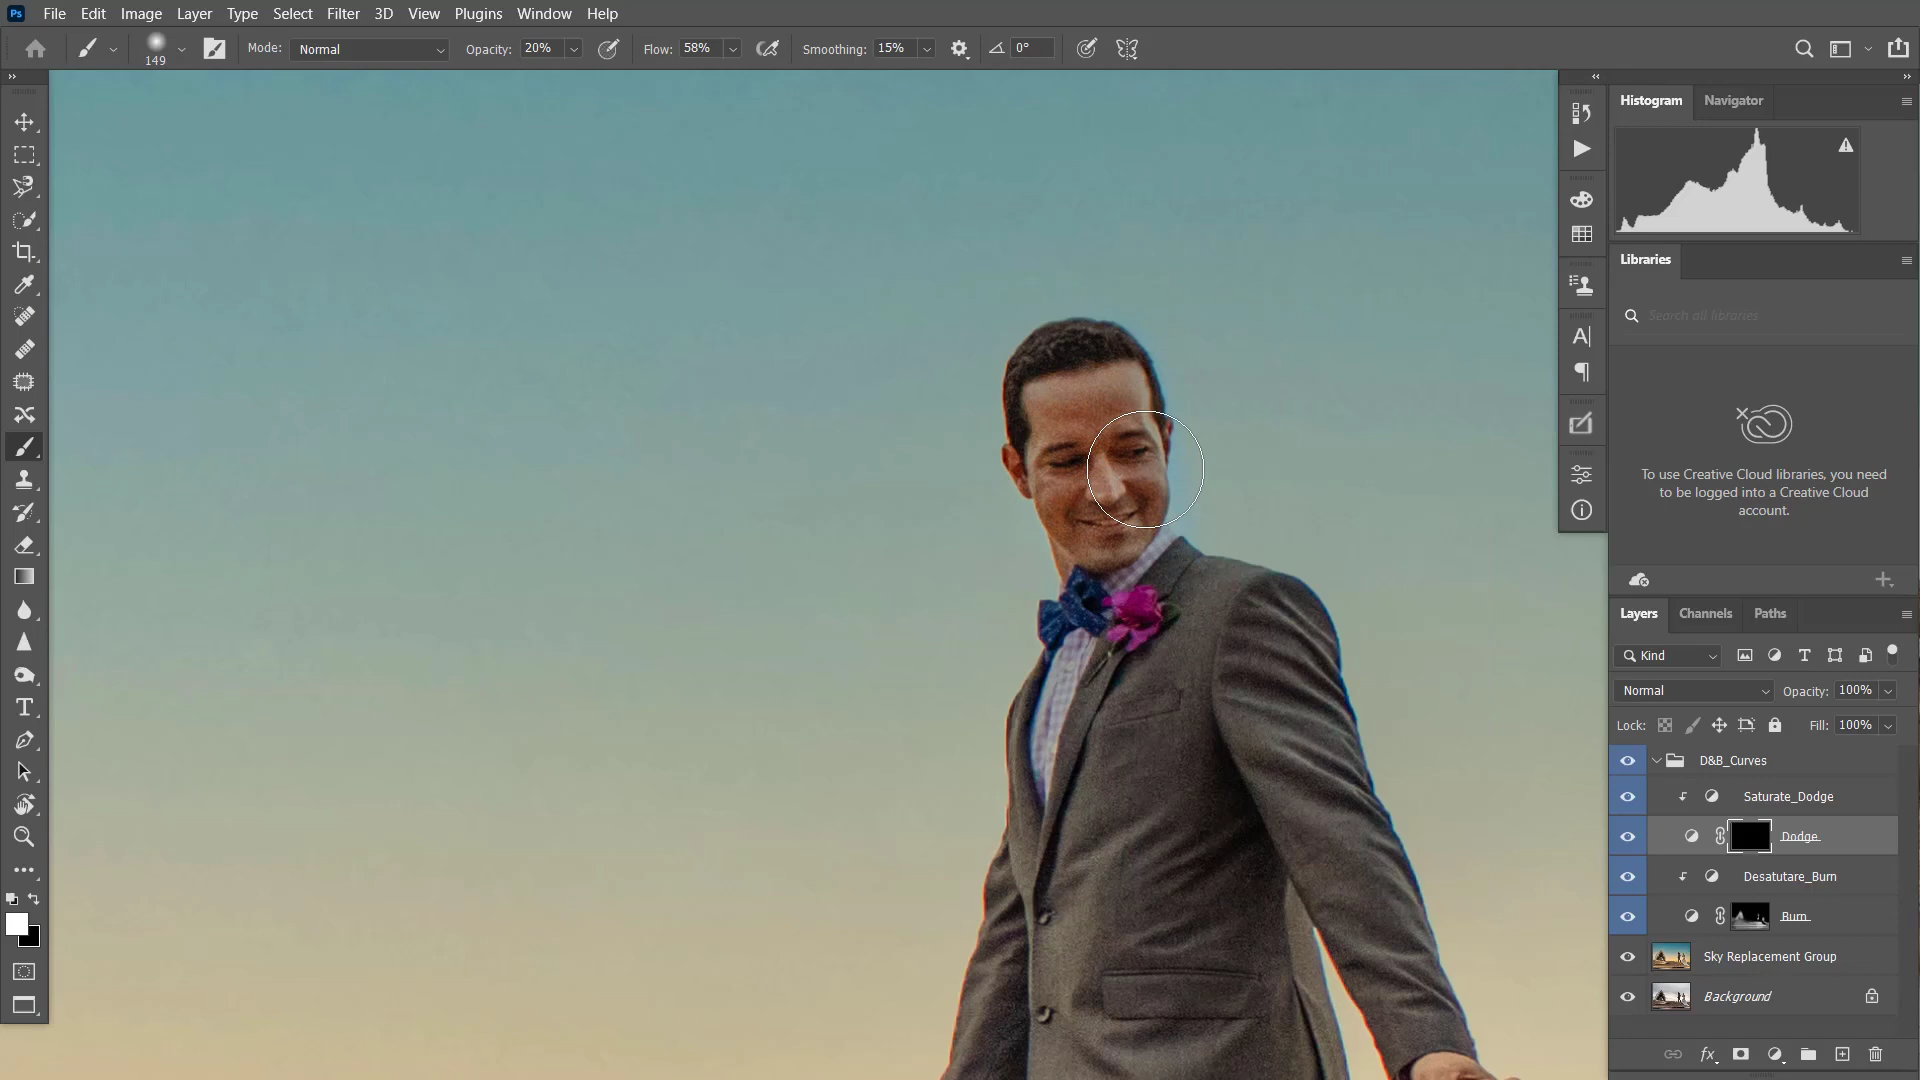 Ps File Edit Image Layer Type Select Filter 3D View Plugins Window Help
149 Mode: Normal Opacity: 20% Flow: 58% Smoothing: 15% 0°
Histogram Navigator
Libraries
Search all libraries
To use Creative Cloud libraries, you need
to be logged into a Creative Cloud
account.
Layers Channels Paths
Kind
Normal Opacity: 100%
Lock: Fill: 100%
D&B_Curves
Saturate_Dodge
Dodge
Desatutare_Burn
Burn
Sky Replacement Group
Background